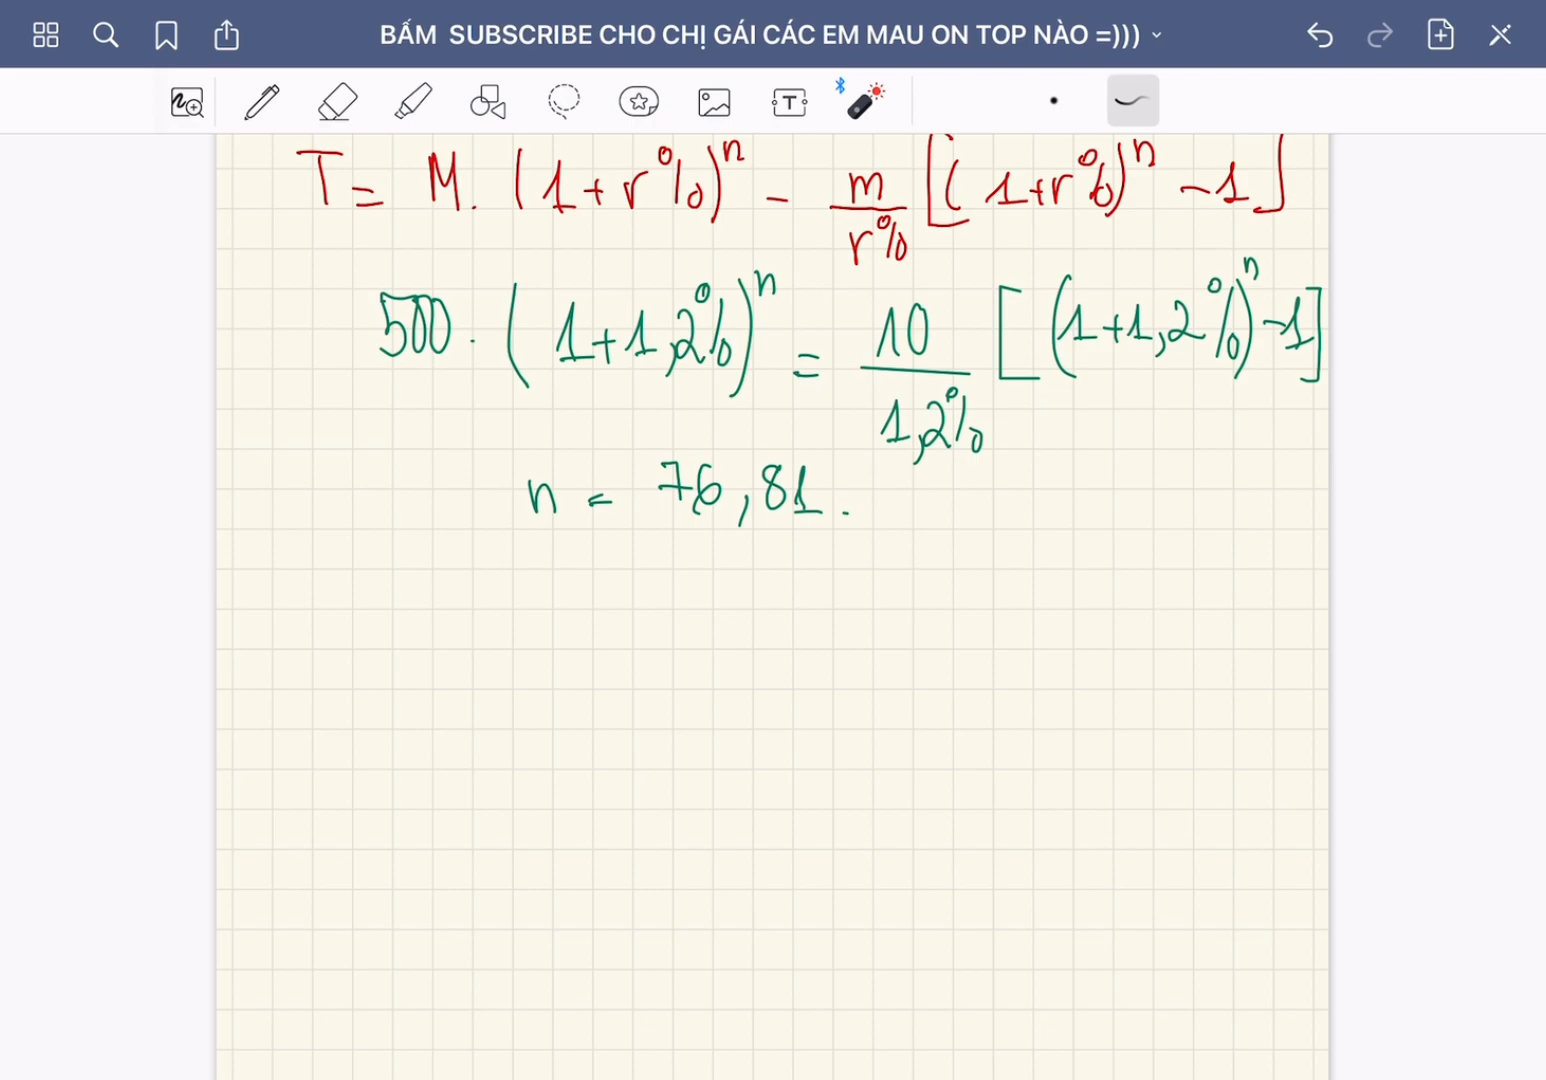 BẤM SUBSCRIBE CHO CHỊ GÁI CÁC EM MAU ON TOP NÀO =)))
T = M. (1+r%)^n - m/r% [(1+r%)^n -1]
500. (1+1,2%)^n = 10/1,2% [(1+1,2%)^n -1]
n = 76,81.